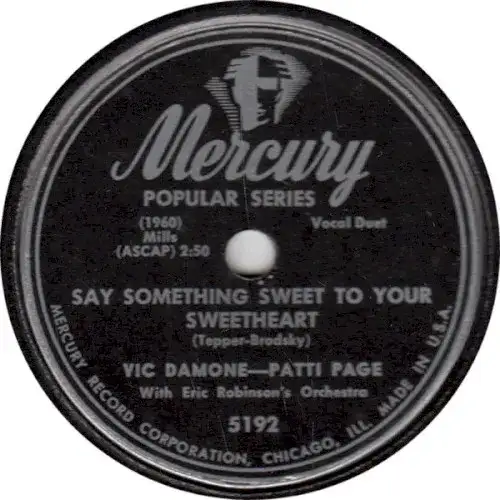 Mercury
POPULAR SERIES
(1960) Vocal Duet
Mills
(ASCAP) 2:50
SAY SOMETHING SWEET TO YOUR
SWEETHEART
(Tepper-Brodsky)
VIC DAMONE—PATTI PAGE
With Eric Robinson's Orchestra
5192
MERCURY RECORD CORPORATION, CHICAGO, ILL. MADE IN U.S.A.